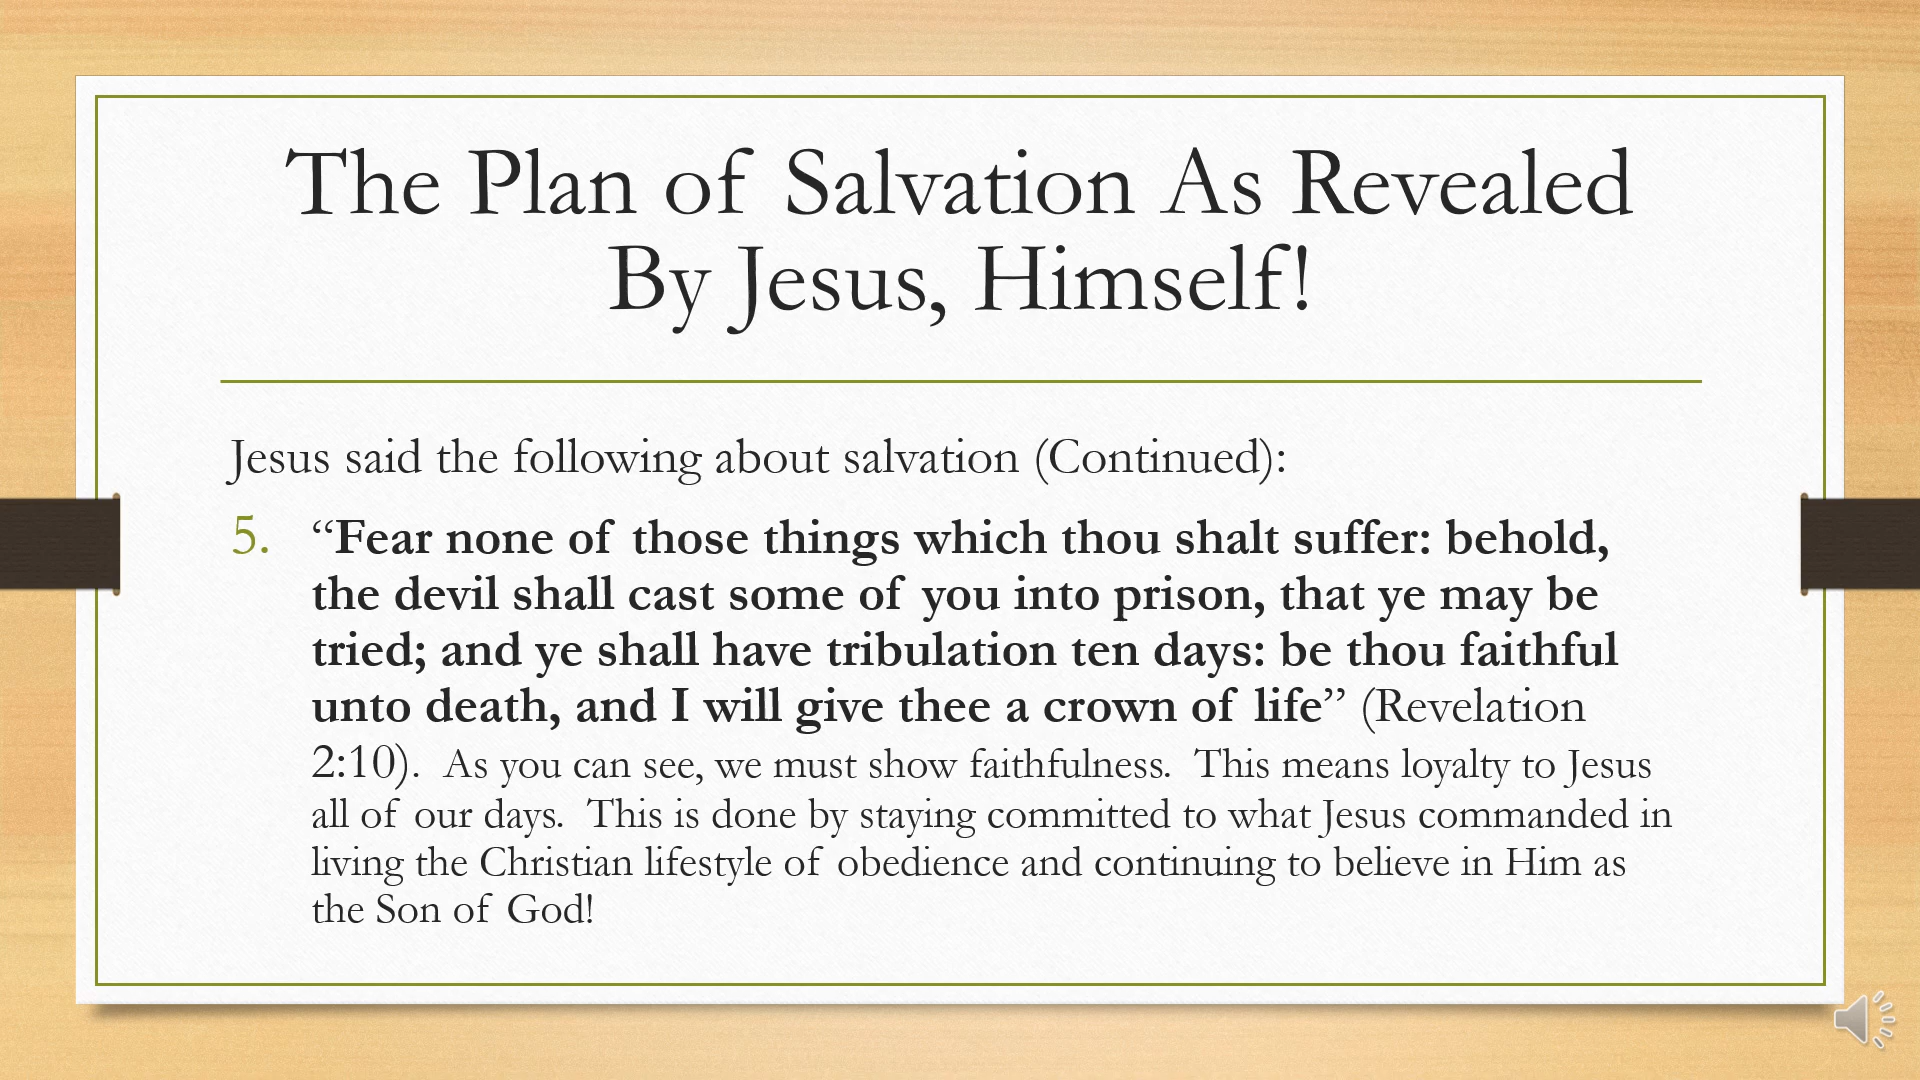 The Plan of Salvation As Revealed
By Jesus, Himself!
Jesus said the following about salvation (Continued):
5. “Fear none of those things which thou shalt suffer: behold,
the devil shall cast some of you into prison, that ye may be
tried; and ye shall have tribulation ten days: be thou faithful
unto death, and I will give thee a crown of life” (Revelation
2:10). As you can see, we must show faithfulness. This means loyalty to Jesus
all of our days. This is done by staying committed to what Jesus commanded in
living the Christian lifestyle of obedience and continuing to believe in Him as
the Son of God!